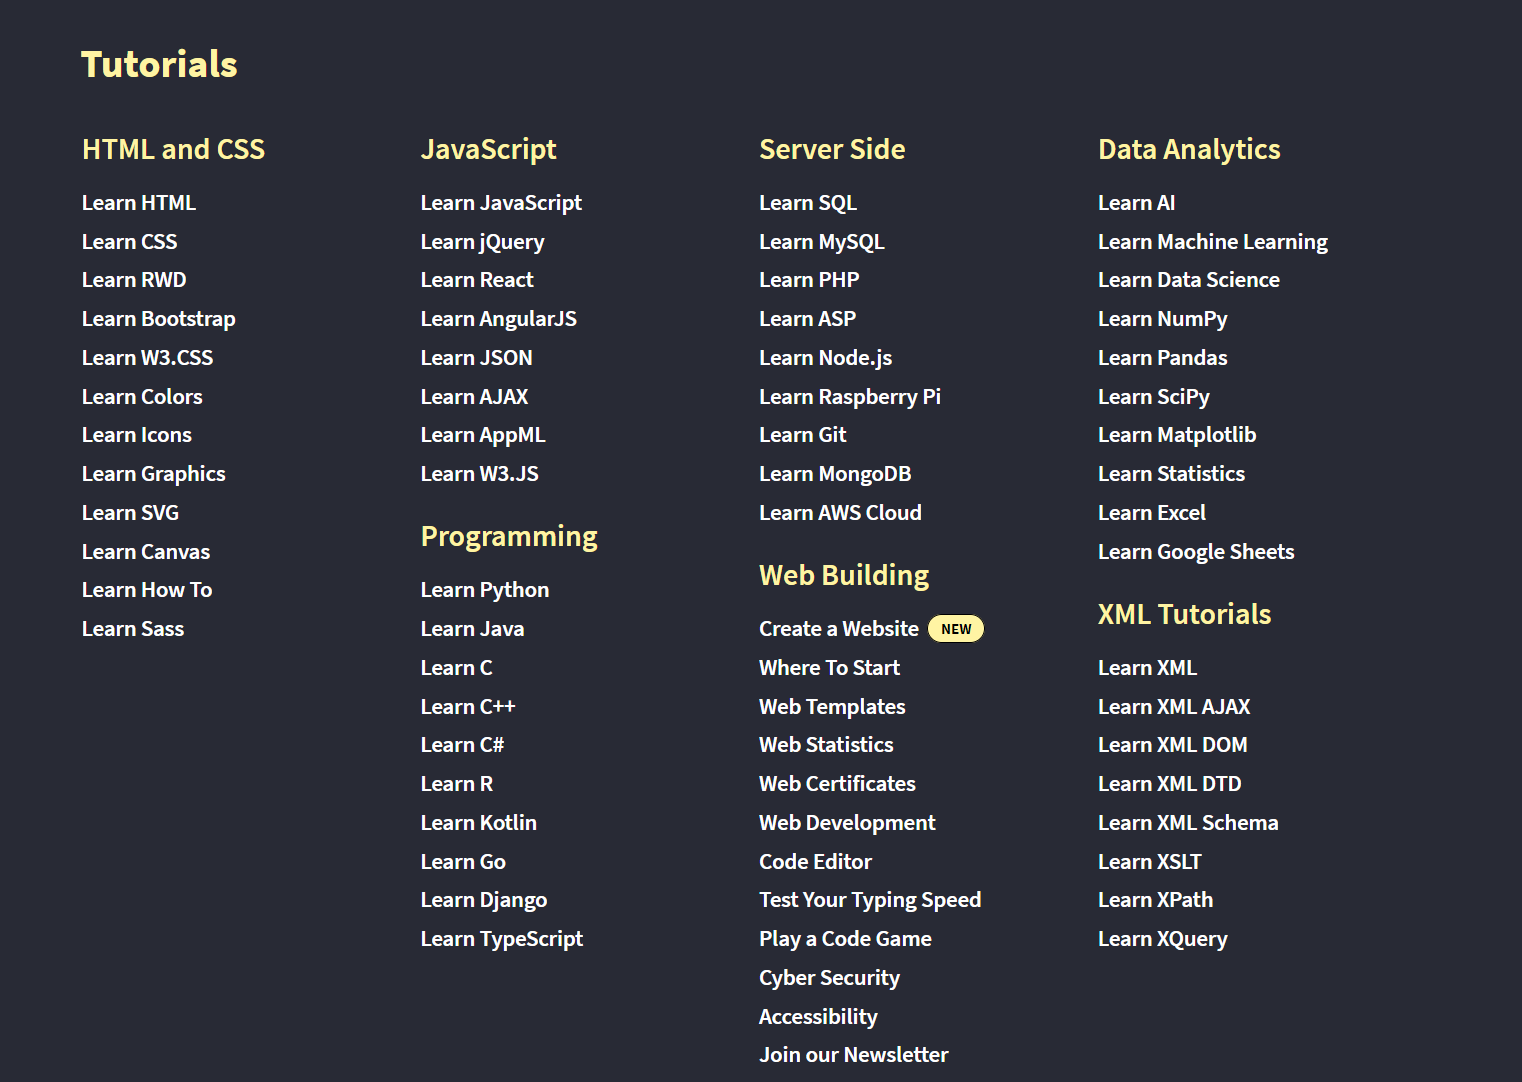 Tutorials
HTML and CSS
Learn HTML
Learn CSS
Learn RWD
Learn Bootstrap
Learn W3.CSS
Learn Colors
Learn Icons
Learn Graphics
Learn SVG
Learn Canvas
Learn How To
Learn Sass
JavaScript
Learn JavaScript
Learn jQuery
Learn React
Learn AngularJS
Learn JSON
Learn AJAX
Learn AppML
Learn W3.JS
Programming
Learn Python
Learn Java
Learn C
Learn C++
Learn C#
Learn R
Learn Kotlin
Learn Go
Learn Django
Learn TypeScript
Server Side
Learn SQL
Learn MySQL
Learn PHP
Learn ASP
Learn Node.js
Learn Raspberry Pi
Learn Git
Learn MongoDB
Learn AWS Cloud
Web Building
Create a Website NEW
Where To Start
Web Templates
Web Statistics
Web Certificates
Web Development
Code Editor
Test Your Typing Speed
Play a Code Game
Cyber Security
Accessibility
Join our Newsletter
Data Analytics
Learn AI
Learn Machine Learning
Learn Data Science
Learn NumPy
Learn Pandas
Learn SciPy
Learn Matplotlib
Learn Statistics
Learn Excel
Learn Google Sheets
XML Tutorials
Learn XML
Learn XML AJAX
Learn XML DOM
Learn XML DTD
Learn XML Schema
Learn XSLT
Learn XPath
Learn XQuery